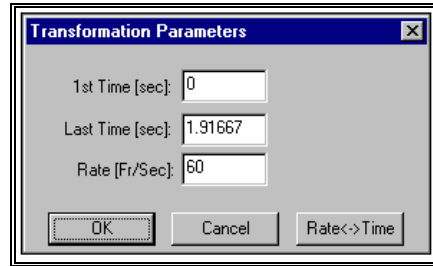 Transformation Parameters
1st Time [sec]: 0
Last Time [sec]: 1.91667
Rate [Fr/Sec]: 60
OK Cancel Rate<->Time